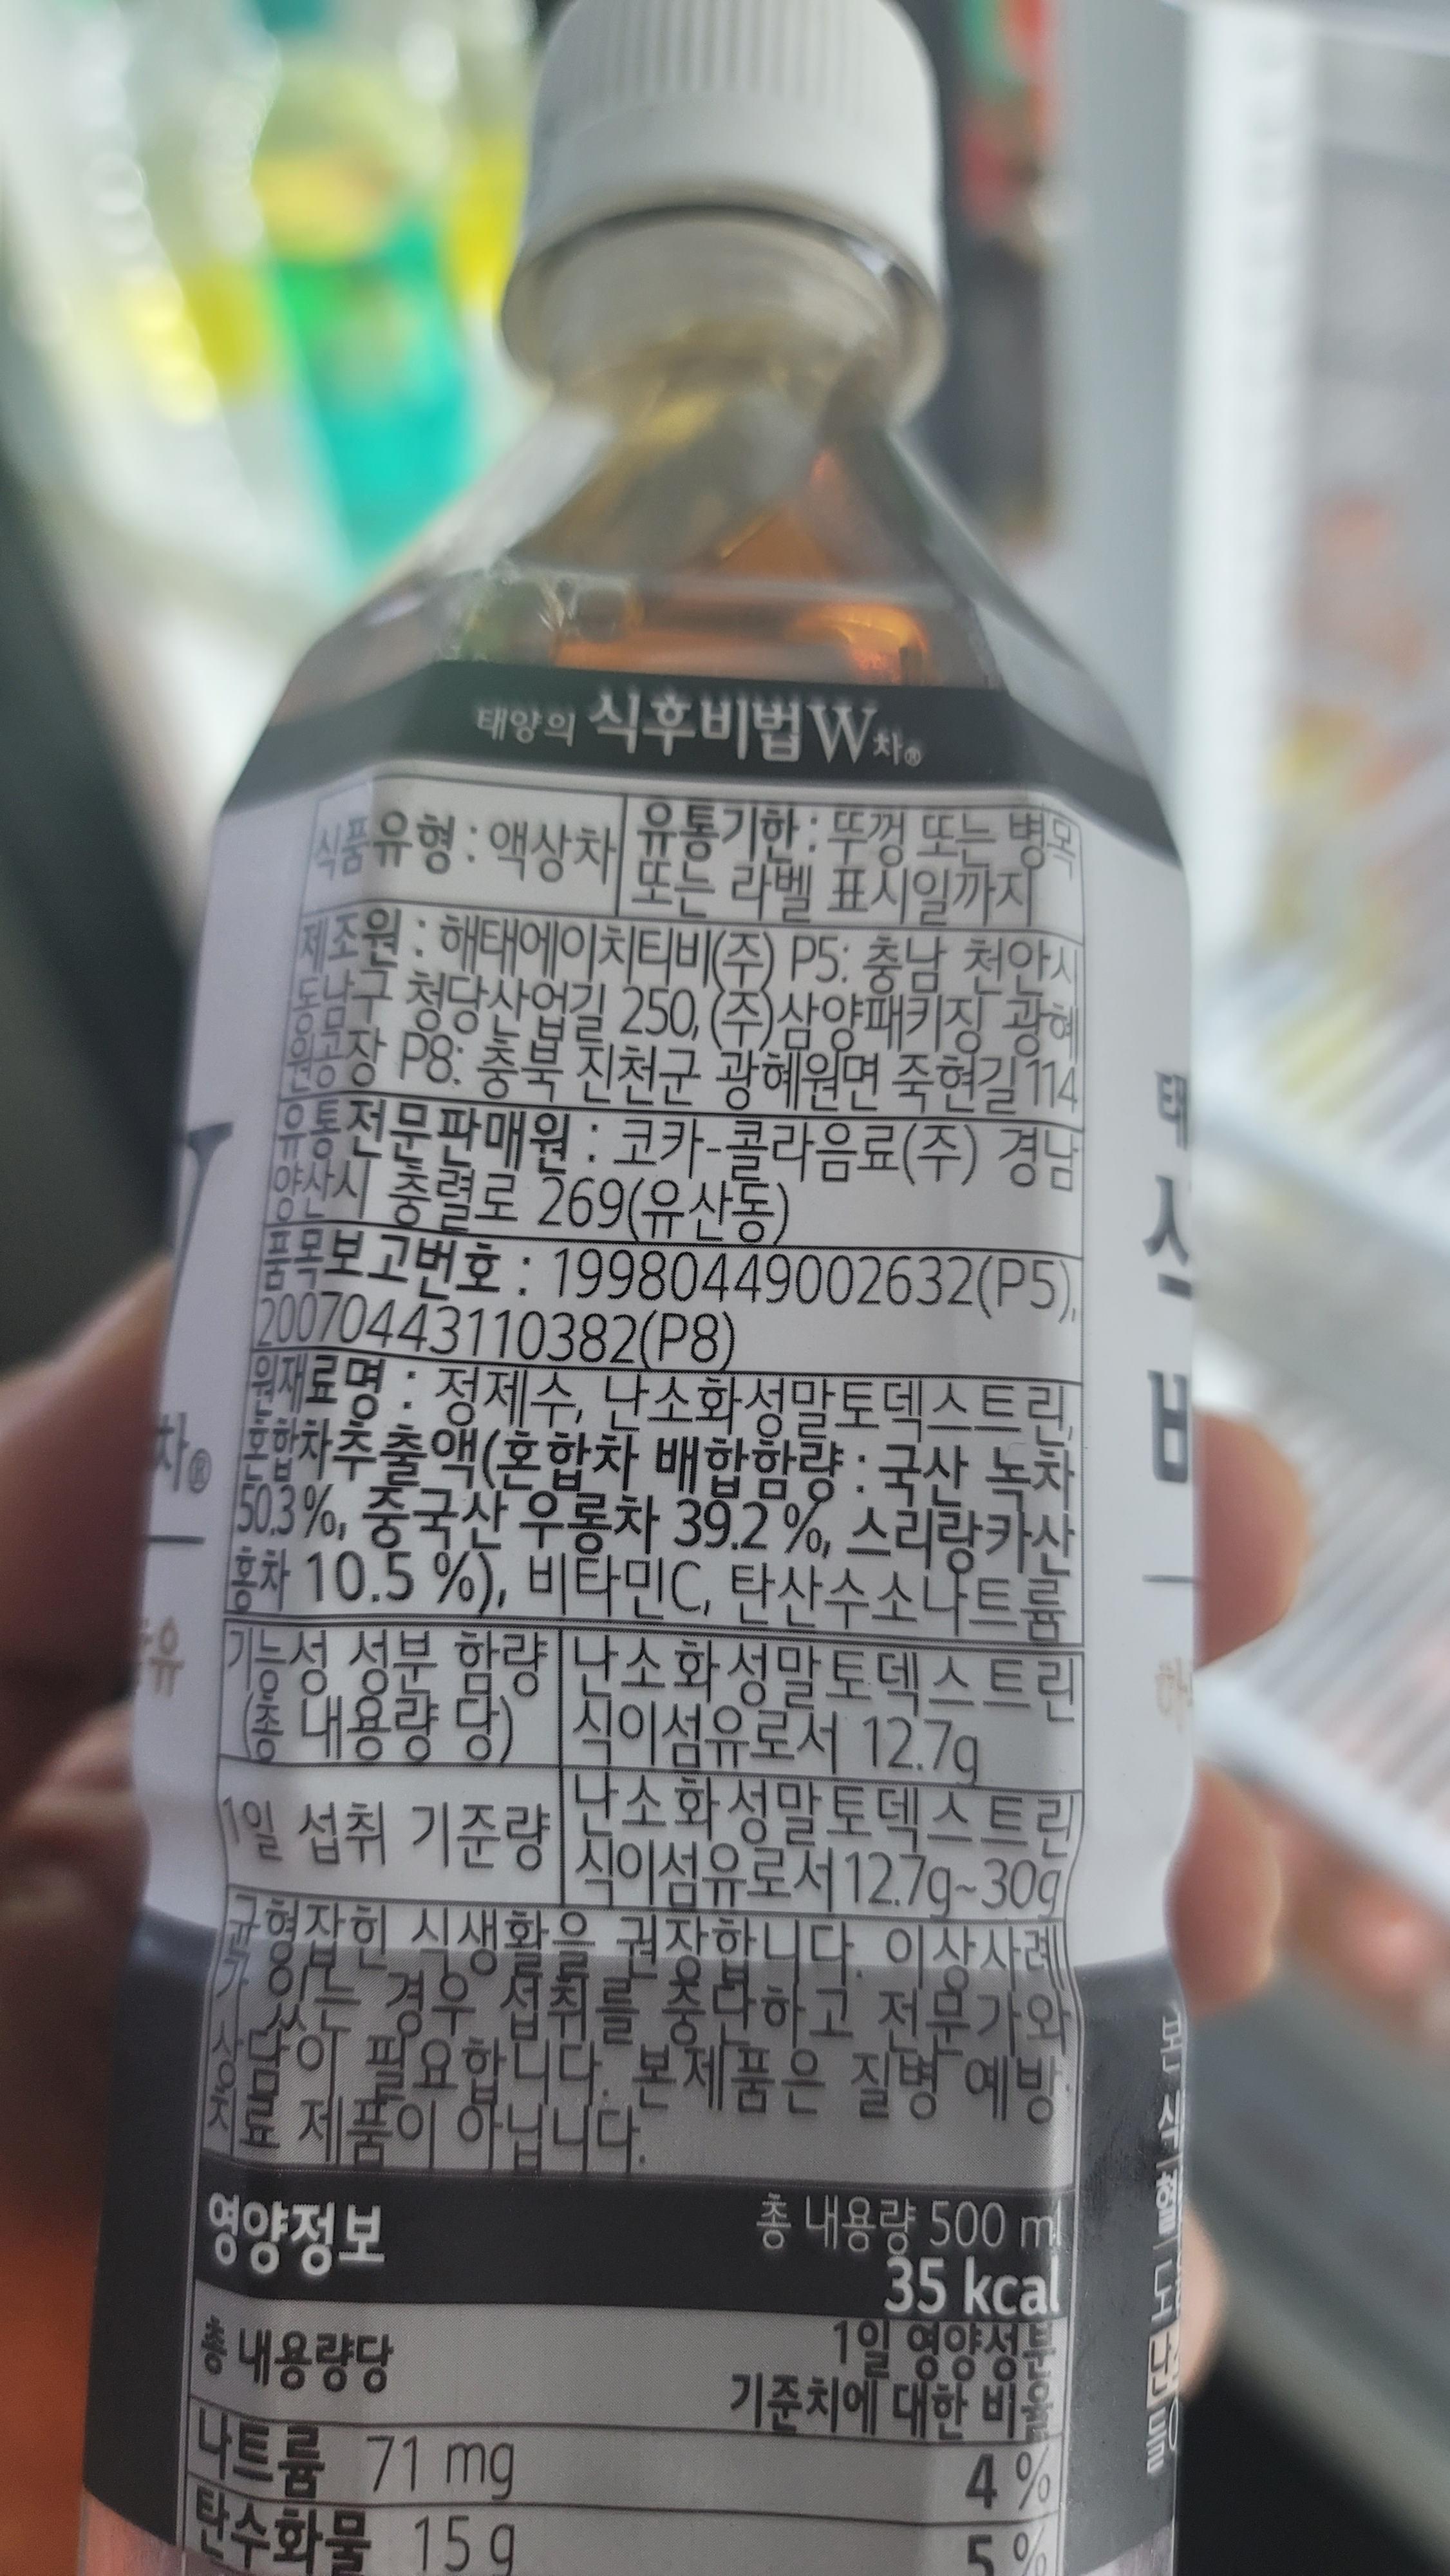 태양의 식후비법W차®
식품유형 : 액상차
유통기한 : 뚜껑 또는 병목
또는 라벨 표시일까지
제조원 : 해태에이치티비(주) P5: 충남 천안시
동남구 청당산업길 250, (주)삼양패키징 광혜
원공장 P8: 충북 진천군 광혜원면 죽현길114
유통전문판매원 : 코카-콜라음료(주) 경남
양산시 충렬로 269(유산동)
품목보고번호 : 19980449002632(P5),
20070443110382(P8)
원재료명 : 정제수, 난소화성말토덱스트린,
혼합차추출액(혼합차 배합함량 : 국산 녹차
50.3%, 중국산 우롱차 39.2 %, 스리랑카산
홍차 10.5 %), 비타민C, 탄산수소나트륨
기능성 성분 함량
(총 내용량 당)
난소화성말토덱스트린
식이섬유로서 12.7g
1일 섭취 기준량
난소화성말토덱스트린
식이섬유로서12.7g~30g
균형잡힌 식생활을 권장합니다. 이상사례
가 있는 경우 섭취를 중단하고 전문가와
상담이 필요합니다. 본제품은 질병 예방·
치료 제품이 아닙니다.
영양정보
총 내용량 500 ml
35 kcal
총 내용량당
1일 영양성분
기준치에 대한 비율
나트륨 71 mg 4 %
탄수화물 15 g 5 %
차®